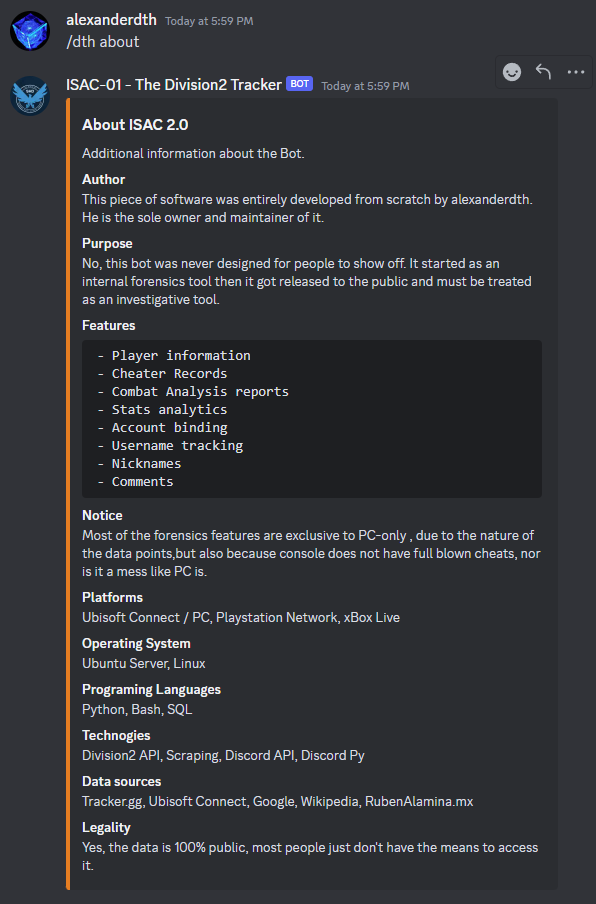 alexanderdth Today at 5:59 PM
/dth about
ISAC-01 - The Division2 Tracker BOT Today at 5:59 PM
About ISAC 2.0
Additional information about the Bot.
Author
This piece of software was entirely developed from scratch by alexanderdth.
He is the sole owner and maintainer of it.
Purpose
No, this bot was never designed for people to show off. It started as an
internal forensics tool then it got released to the public and must be treated
as an investigative tool.
Features
- Player information
- Cheater Records
- Combat Analysis reports
- Stats analytics
- Account binding
- Username tracking
- Nicknames
- Comments
Notice
Most of the forensics features are exclusive to PC-only , due to the nature of
the data points,but also because console does not have full blown cheats, nor
is it a mess like PC is.
Platforms
Ubisoft Connect / PC, Playstation Network, xBox Live
Operating System
Ubuntu Server, Linux
Programing Languages
Python, Bash, SQL
Technogies
Division2 API, Scraping, Discord API, Discord Py
Data sources
Tracker.gg, Ubisoft Connect, Google, Wikipedia, RubenAlamina.mx
Legality
Yes, the data is 100% public, most people just don't have the means to access
it.